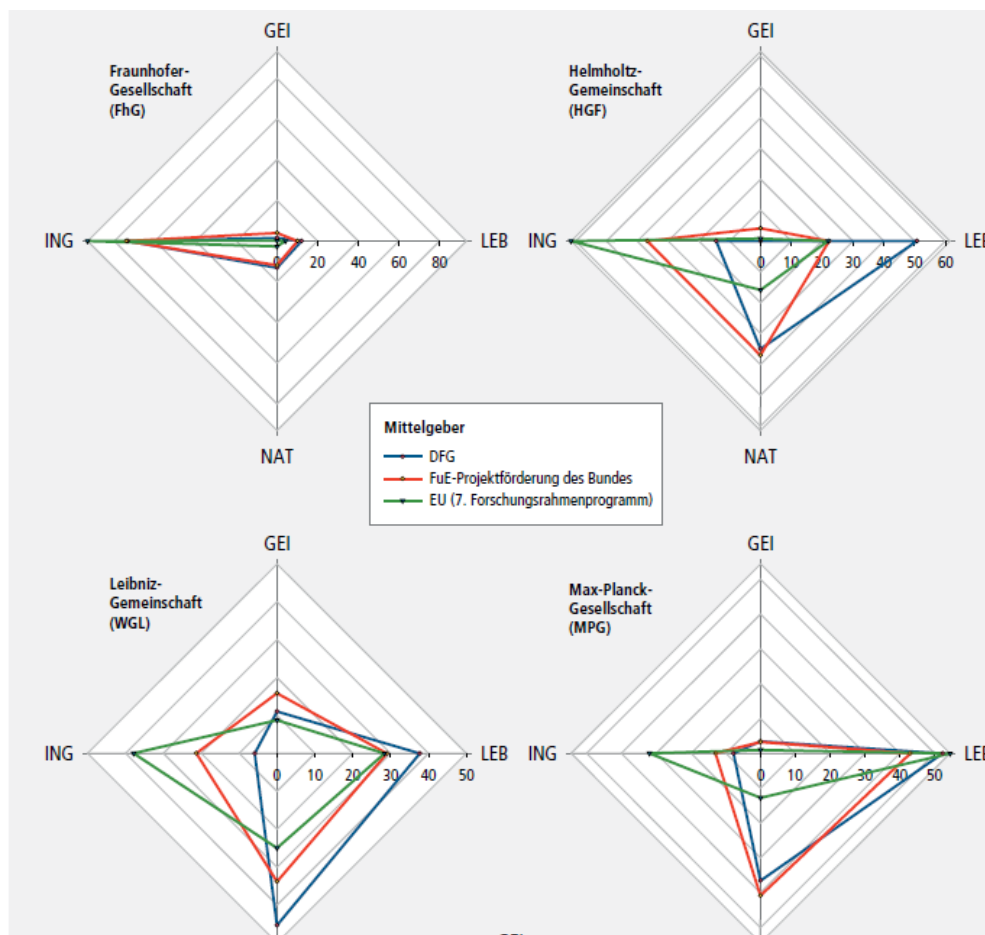 GEI
Fraunhofer-
Gesellschaft
(FhG)
ING
LEB
0 20 40 60 80
NAT
GEI
Helmholtz-
Gemeinschaft
(HGF)
ING
LEB
0 10 20 30 40 50 60
NAT
Mittelgeber
DFG
FuE-Projektförderung des Bundes
EU (7. Forschungsrahmenprogramm)
GEI
Leibniz-
Gemeinschaft
(WGL)
ING
LEB
0 10 20 30 40 50
GEI
Max-Planck-
Gesellschaft
(MPG)
ING
LEB
0 10 20 30 40 50